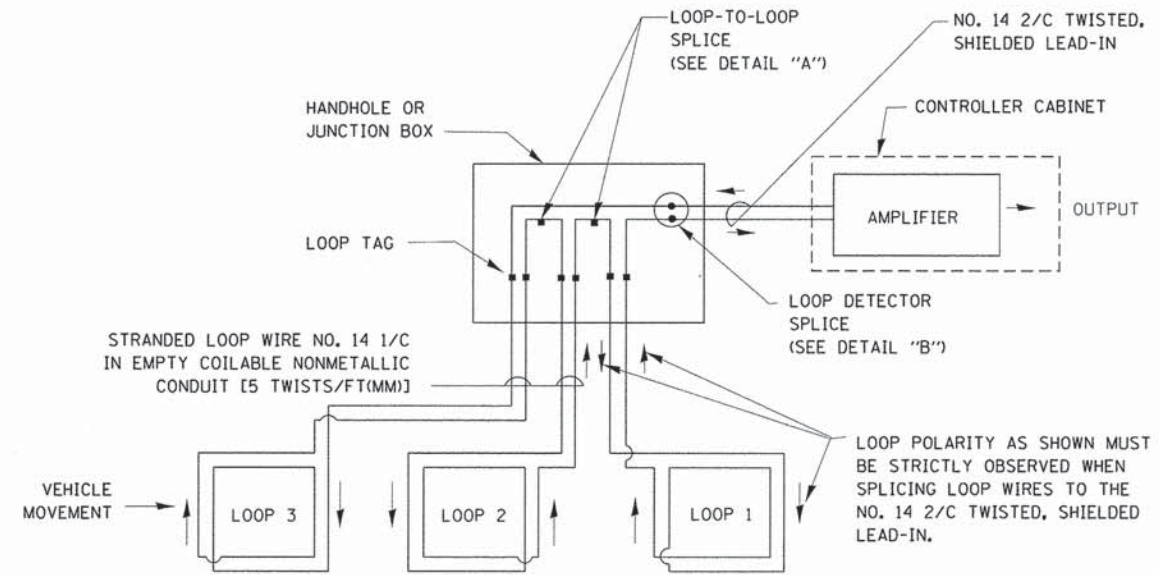 LOOP-TO-LOOP
SPLICE
(SEE DETAIL "A")
NO. 14 2/C TWISTED,
SHIELDED LEAD-IN
HANDHOLE OR
JUNCTION BOX
CONTROLLER CABINET
AMPLIFIER
OUTPUT
LOOP TAG
LOOP DETECTOR
SPLICE
(SEE DETAIL "B")
STRANDED LOOP WIRE NO. 14 1/C
IN EMPTY COILABLE NONMETALLIC
CONDUIT [5 TWISTS/FT(MM)]
LOOP POLARITY AS SHOWN MUST
BE STRICTLY OBSERVED WHEN
SPLICING LOOP WIRES TO THE
NO. 14 2/C TWISTED, SHIELDED
LEAD-IN.
VEHICLE
MOVEMENT
LOOP 3
LOOP 2
LOOP 1